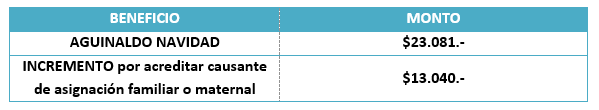 BENEFICIO MONTO
AGUINALDO NAVIDAD $23.081.-
INCREMENTO por acreditar causante
de asignación familiar o maternal $13.040.-